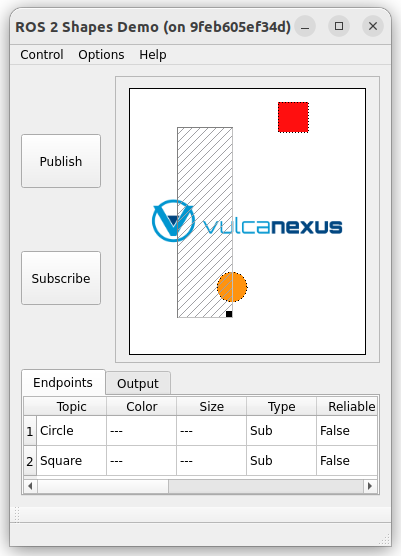 ROS 2 Shapes Demo (on 9feb605ef34d)
Control Options Help
Publish
vulcanexus
Subscribe
Endpoints Output
Topic Color Size Type Reliable
1 Circle --- --- Sub False
2 Square --- --- Sub False